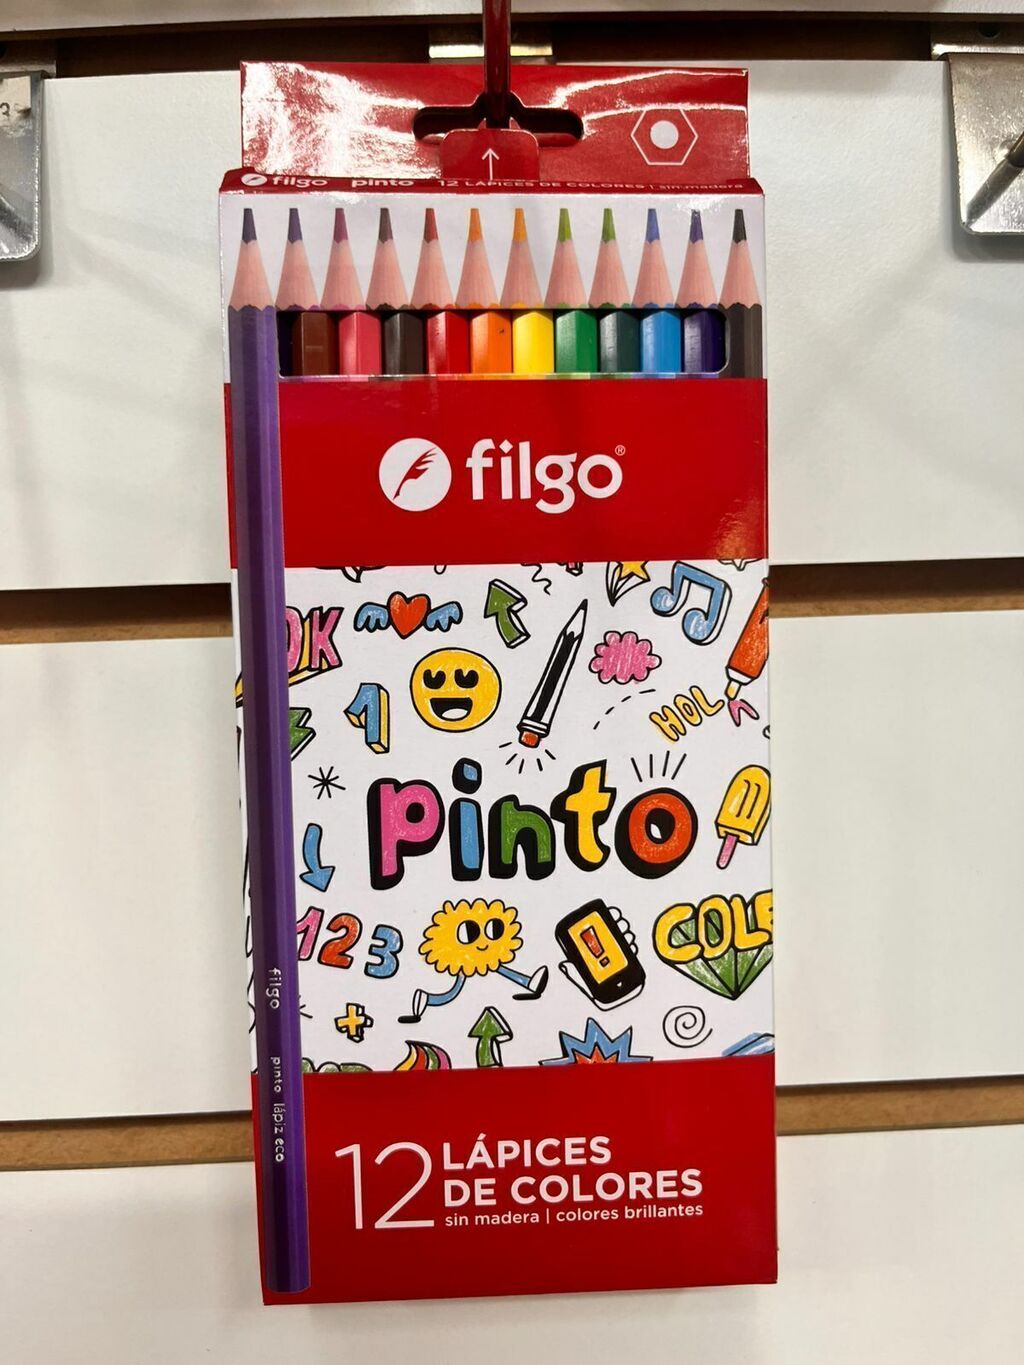 filgo pinto 12 LÁPICES DE COLORES | sin madera
filgo®
OK
1
HOL
pinto
123
!
COLE
filgo pinto lápiz eco
12 LÁPICES
DE COLORES
sin madera | colores brillantes